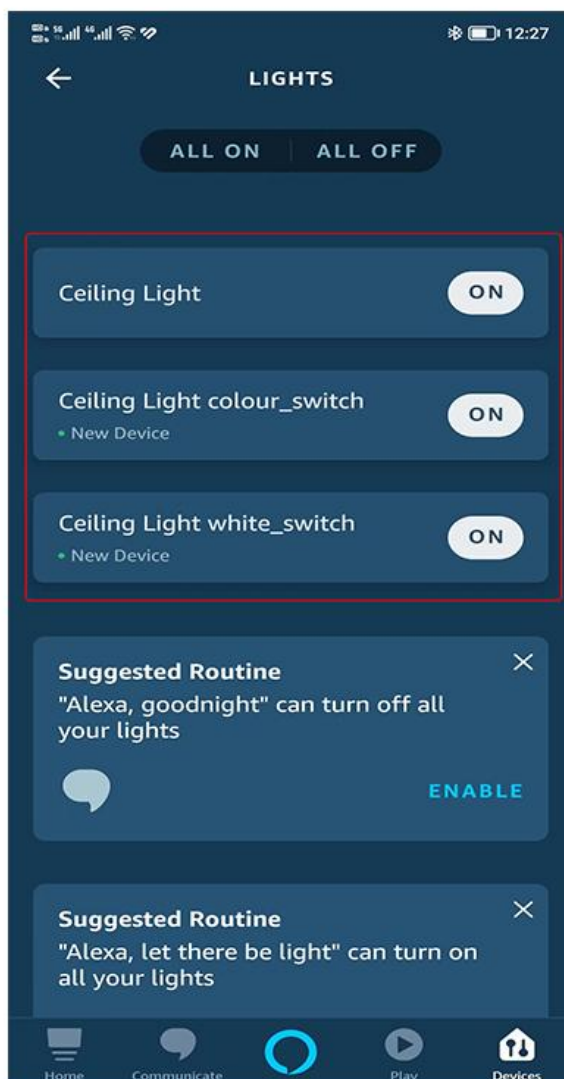 12:27
LIGHTS
ALL ON ALL OFF
Ceiling Light ON
Ceiling Light colour_switch ON
• New Device
Ceiling Light white_switch ON
• New Device
Suggested Routine
"Alexa, goodnight" can turn off all
your lights
ENABLE
Suggested Routine
"Alexa, let there be light" can turn on
all your lights
Home Communicate Play Devices